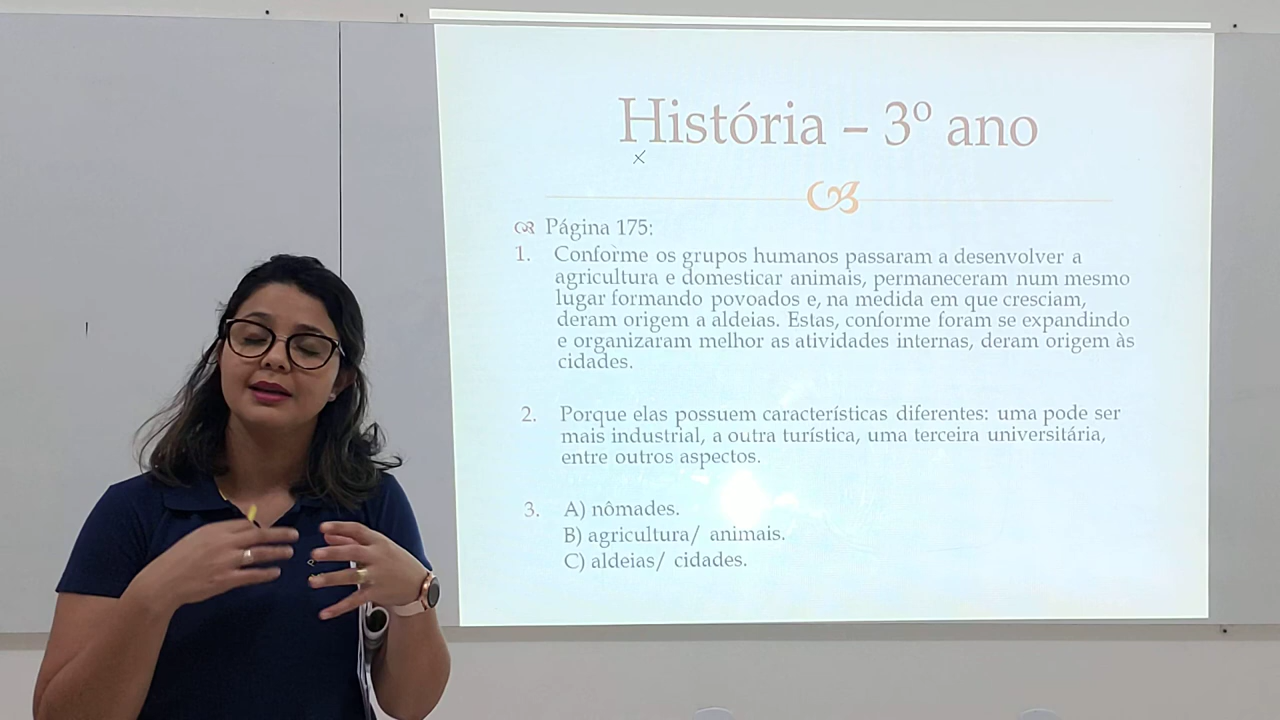 História – 3º ano
Página 175:
1. Conforme os grupos humanos passaram a desenvolver a
agricultura e domesticar animais, permaneceram num mesmo
lugar formando povoados e, na medida em que cresciam,
deram origem a aldeias. Estas, conforme foram se expandindo
e organizaram melhor as atividades internas, deram origem às
cidades.
2. Porque elas possuem características diferentes: uma pode ser
mais industrial, a outra turística, uma terceira universitária,
entre outros aspectos.
3. A) nômades.
B) agricultura/ animais.
C) aldeias/ cidades.